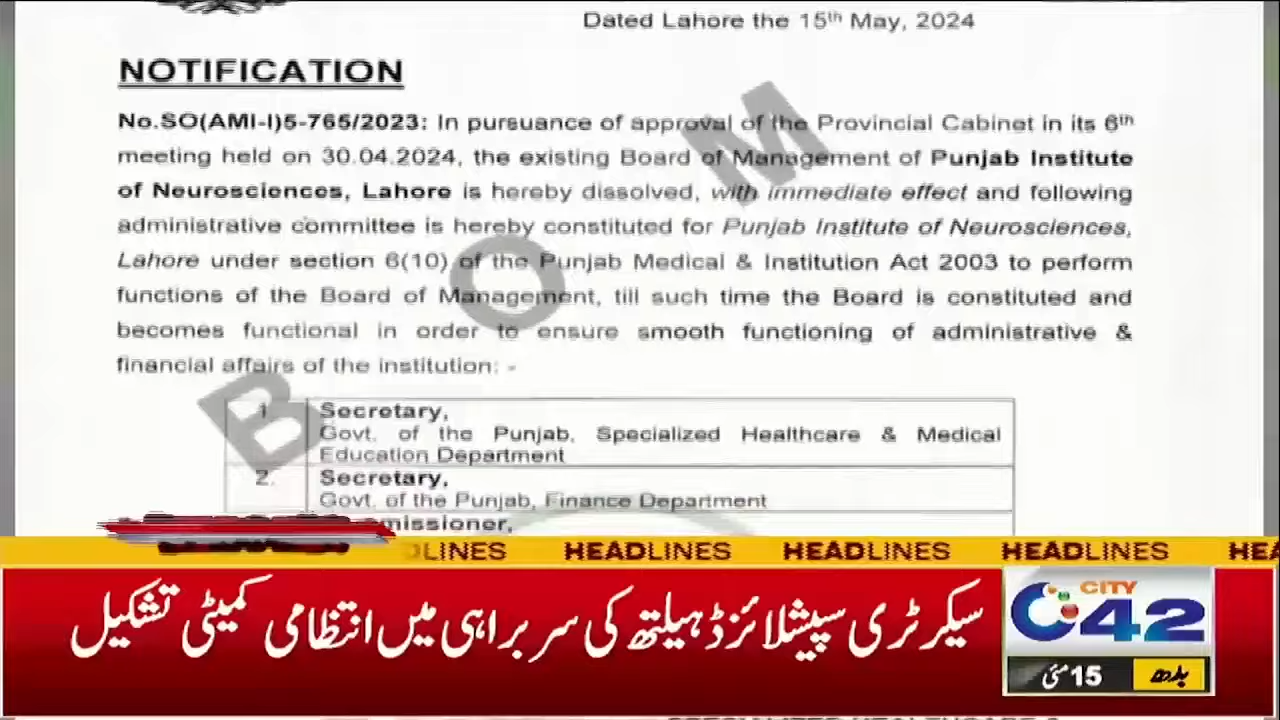 Dated Lahore the 15th May, 2024
NOTIFICATION
No.SO(AMI-I)5-765/2023: In pursuance of approval of the Provincial Cabinet in its 6th
meeting held on 30.04.2024, the existing Board of Management of Punjab Institute
of Neurosciences, Lahore is hereby dissolved, with immediate effect and following
administrative committee is hereby constituted for Punjab Institute of Neurosciences,
Lahore under section 6(10) of the Punjab Medical & Institution Act 2003 to perform
functions of the Board of Management, till such time the Board is constituted and
becomes functional in order to ensure smooth functioning of administrative &
financial affairs of the institution: -
BOM
1. Secretary,
Govt. of the Punjab, Specialized Healthcare & Medical
Education Department
2. Secretary,
Govt. of the Punjab, Finance Department
missioner,
DLINES HEADLINES HEADLINES HEADLINES HEA
سیکرٹری سپیشلائزڈ ہیلتھ کی سربراہی میں انتظامی کمیٹی تشکیل
CITY
42
بدھ 15 مئی